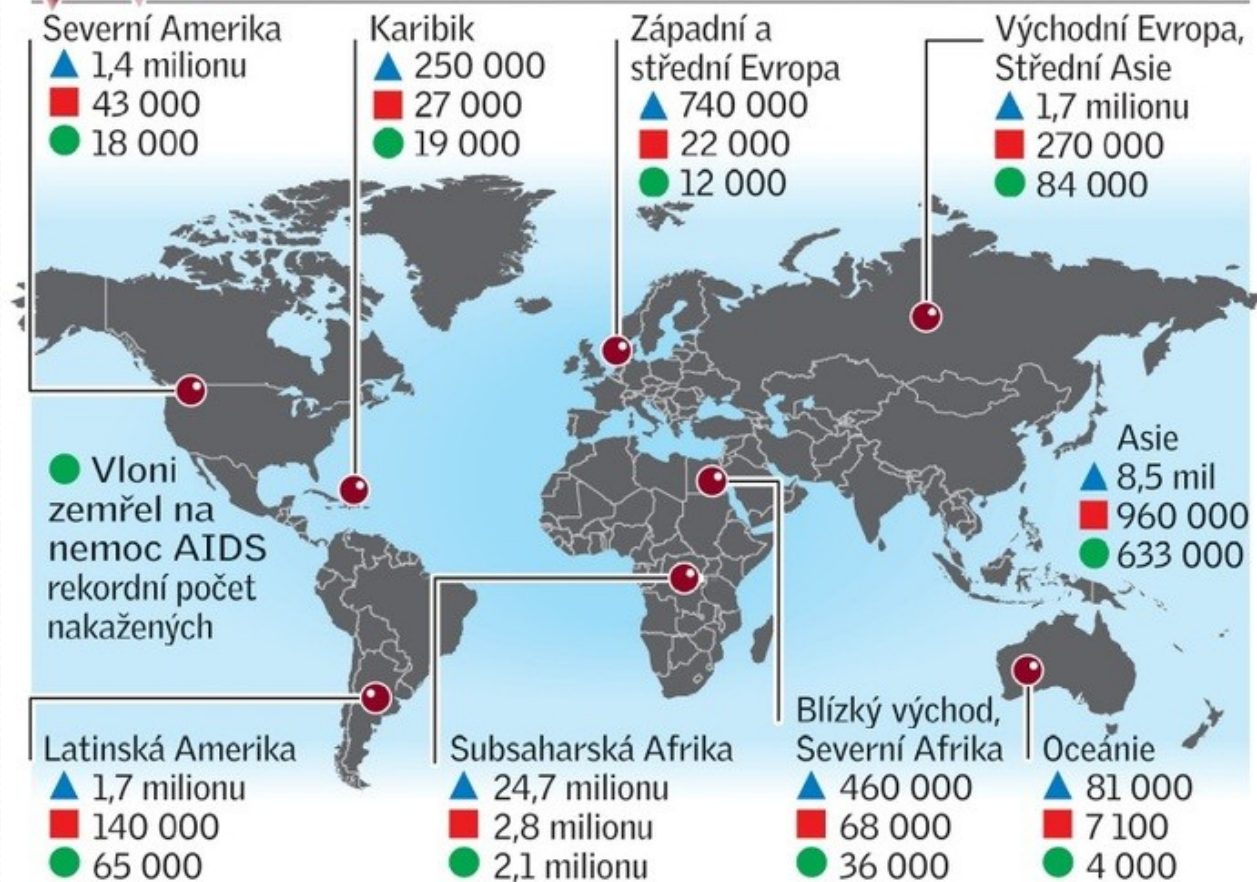 Severní Amerika
1,4 milionu
43 000
18 000
Karibik
250 000
27 000
19 000
Západní a
střední Evropa
740 000
22 000
12 000
Východní Evropa,
Střední Asie
1,7 milionu
270 000
84 000
Asie
8,5 mil
960 000
633 000
Vloni
zemřel na
nemoc AIDS
rekordní počet
nakažených
Latinská Amerika
1,7 milionu
140 000
65 000
Subsaharská Afrika
24,7 milionu
2,8 milionu
2,1 milionu
Blízký východ,
Severní Afrika
460 000
68 000
36 000
Oceánie
81 000
7 100
4 000